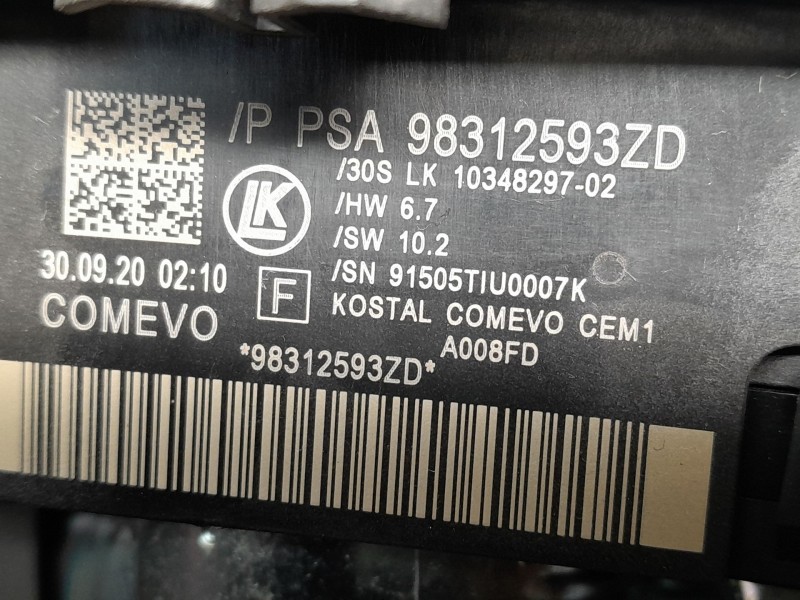 /P PSA 98312593ZD
/30S LK 10348297-02
LK
/HW 6.7
/SW 10.2
/SN 91505TIU0007K
30.09.20 02:10
F
KOSTAL COMEVO CEM1
COMEVO
A008FD
*98312593ZD*